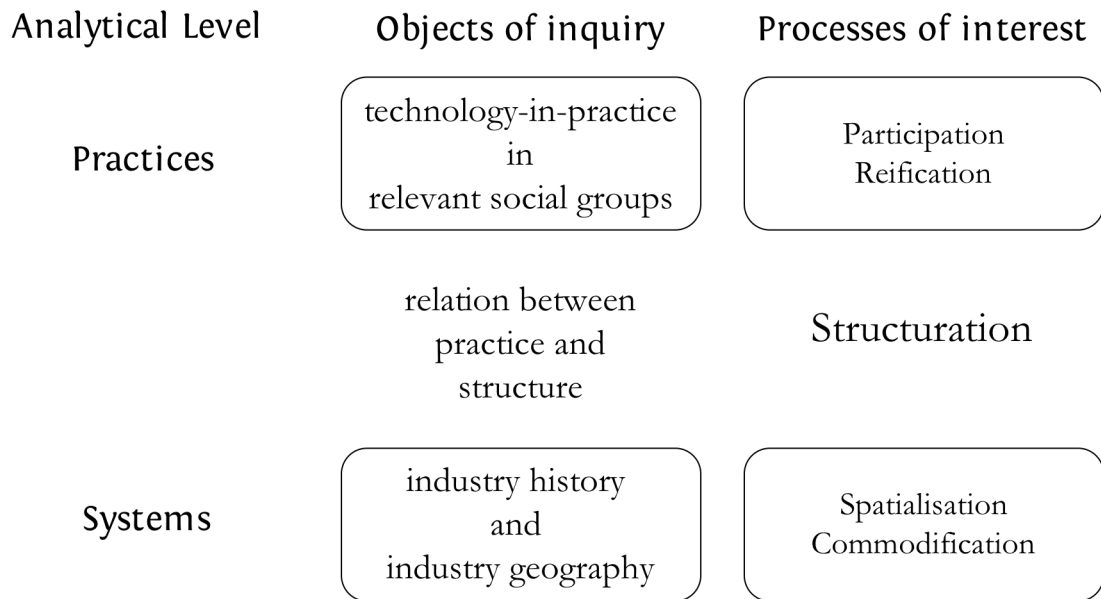 Analytical Level
Objects of inquiry
Processes of interest
Practices
technology-in-practice
in
relevant social groups
Participation
Reification
relation between
practice and
structure
Structuration
Systems
industry history
and
industry geography
Spatialisation
Commodification